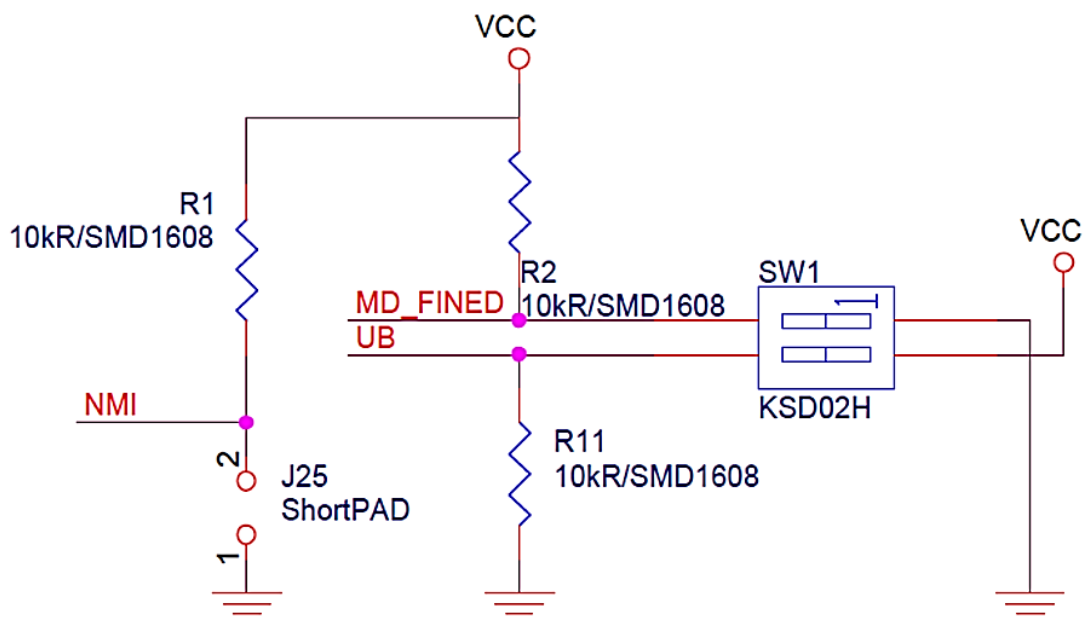 VCC
R1
10kR/SMD1608
VCC
SW1
R2
10kR/SMD1608
MD_FINED
UB
1
KSD02H
NMI
R11
10kR/SMD1608
2
J25
ShortPAD
1